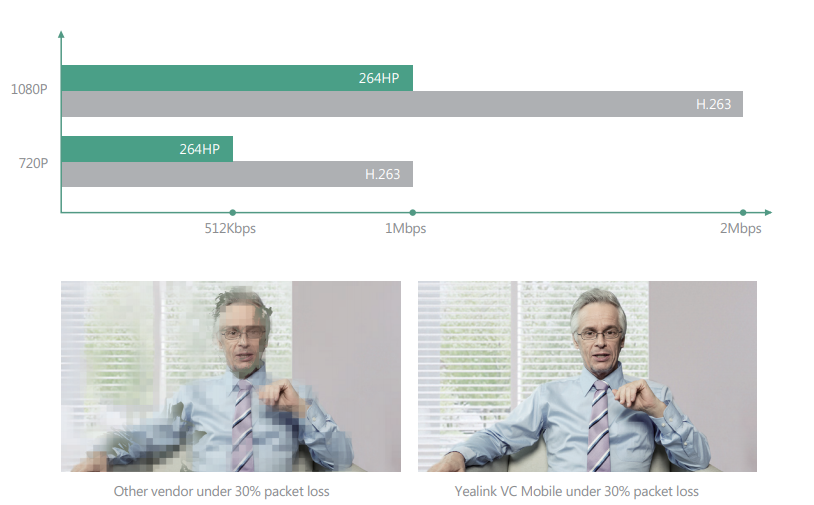 264HP
1080P
H.263
264HP
720P
H.263
512Kbps
1Mbps
2Mbps
Other vendor under 30% packet loss
Yealink VC Mobile under 30% packet loss